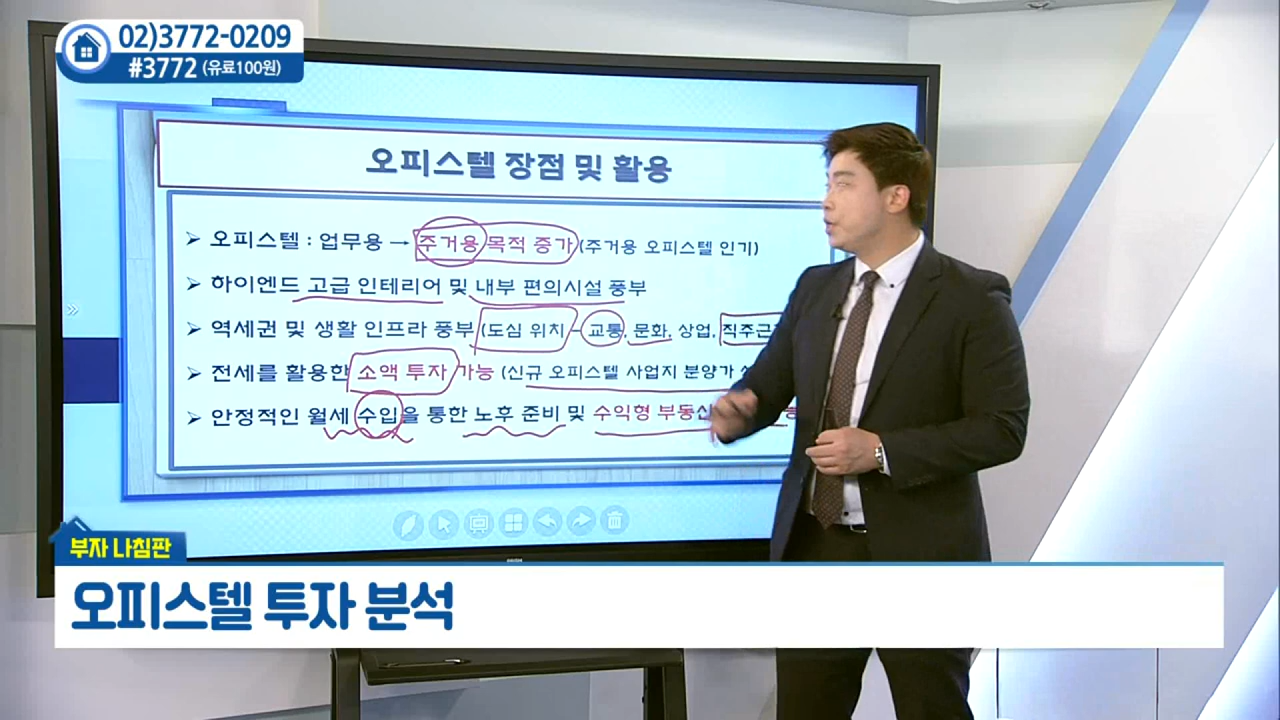 02)3772-0209
#3772 (유료100원)
오피스텔 장점 및 활용
➢ 오피스텔 : 업무용 → 주거용 목적 증가 (주거용 오피스텔 인기)
➢ 하이엔드 고급 인테리어 및 내부 편의시설 풍부
➢ 역세권 및 생활 인프라 풍부 (도심 위치 – 교통, 문화, 상업, 직주근
➢ 전세를 활용한 소액 투자 가능 (신규 오피스텔 사업지 분양가
➢ 안정적인 월세 수입을 통한 노후 준비 및 수익형 부동산
부자 나침판
오피스텔 투자 분석